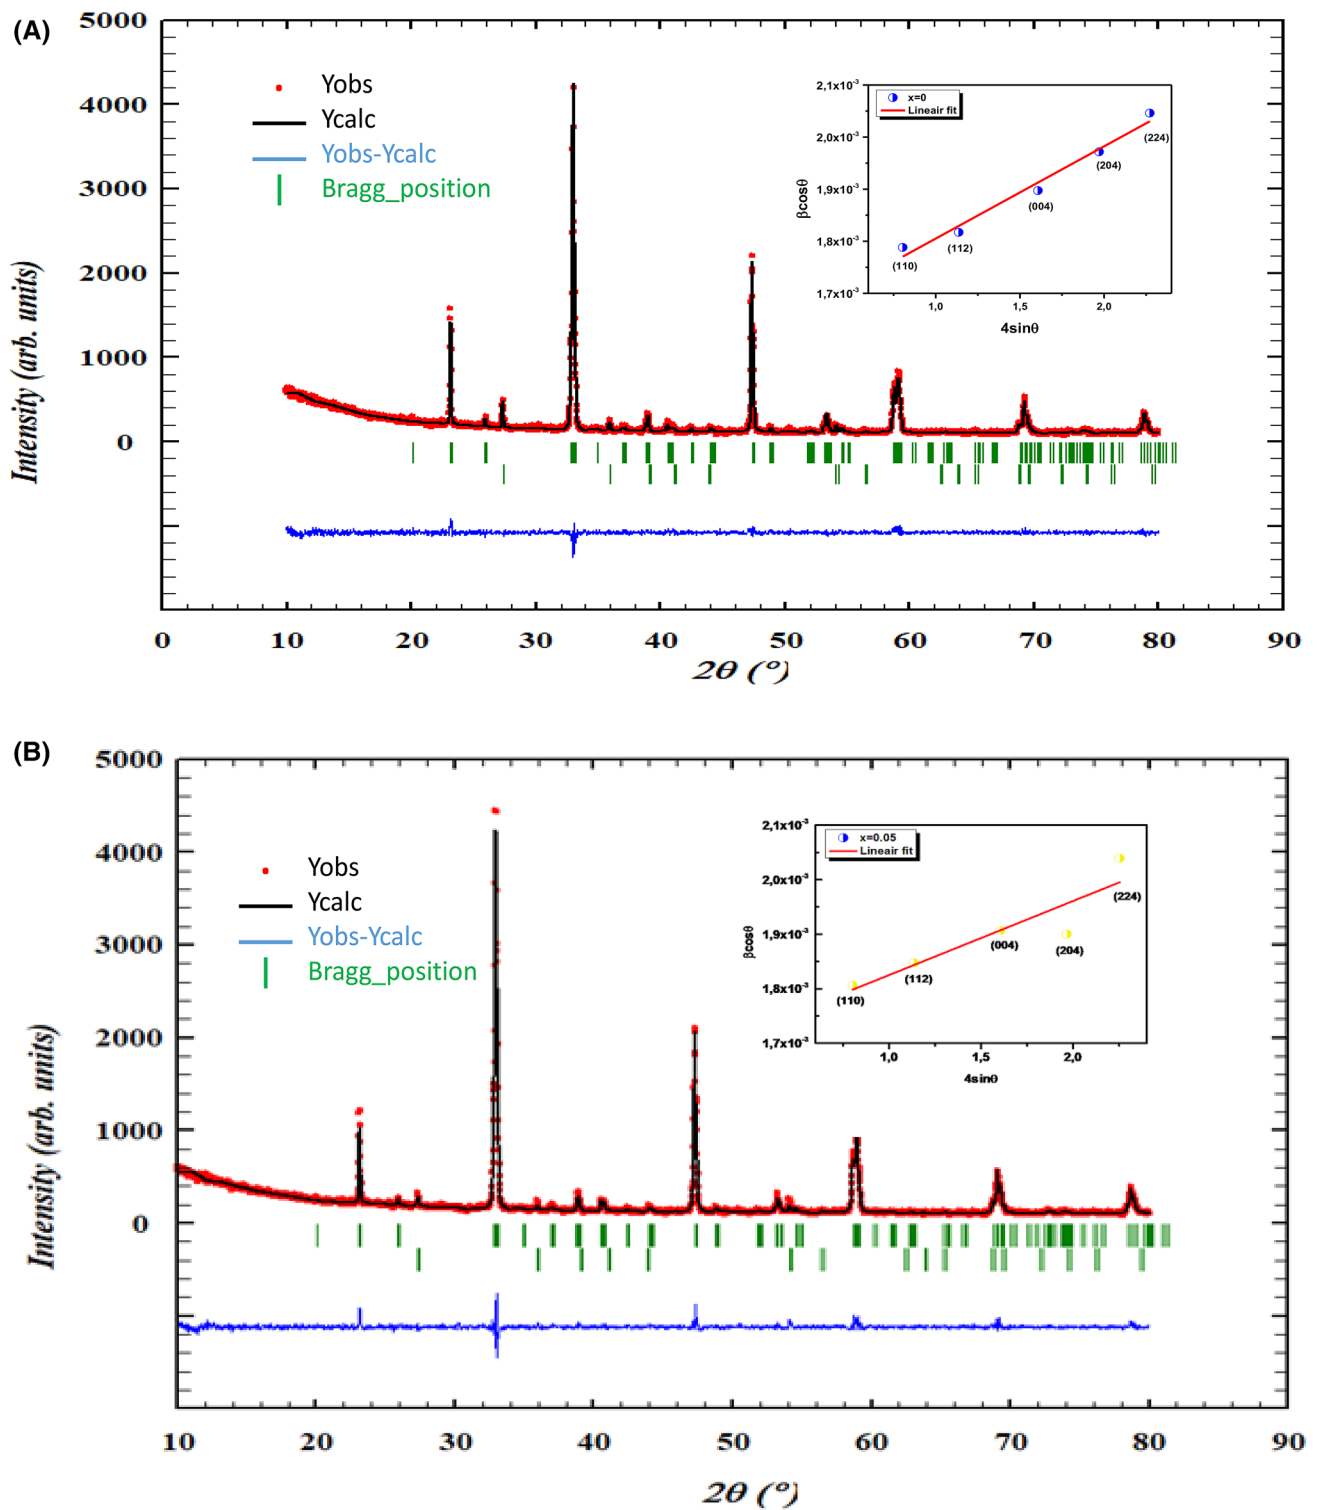 (A)
5000
4000
3000
2000
1000
0
Intensity (arb. units)
Yobs
Ycalc
Yobs-Ycalc
Bragg_position
2,1x10⁻³
2,0x10⁻³
1,9x10⁻³
1,8x10⁻³
1,7x10⁻³
βcosθ
x=0
Lineair fit
(110)
(112)
(004)
(204)
(224)
1,0 1,5 2,0
4sinθ
0 10 20 30 40 50 60 70 80 90
2θ (°)
(B)
5000
4000
3000
2000
1000
0
Intensity (arb. units)
Yobs
Ycalc
Yobs-Ycalc
Bragg_position
2,1x10⁻³
2,0x10⁻³
1,9x10⁻³
1,8x10⁻³
1,7x10⁻³
βcosθ
x=0.05
Lineair fit
(110)
(112)
(004)
(204)
(224)
1,0 1,5 2,0
4sinθ
10 20 30 40 50 60 70 80 90
2θ (°)